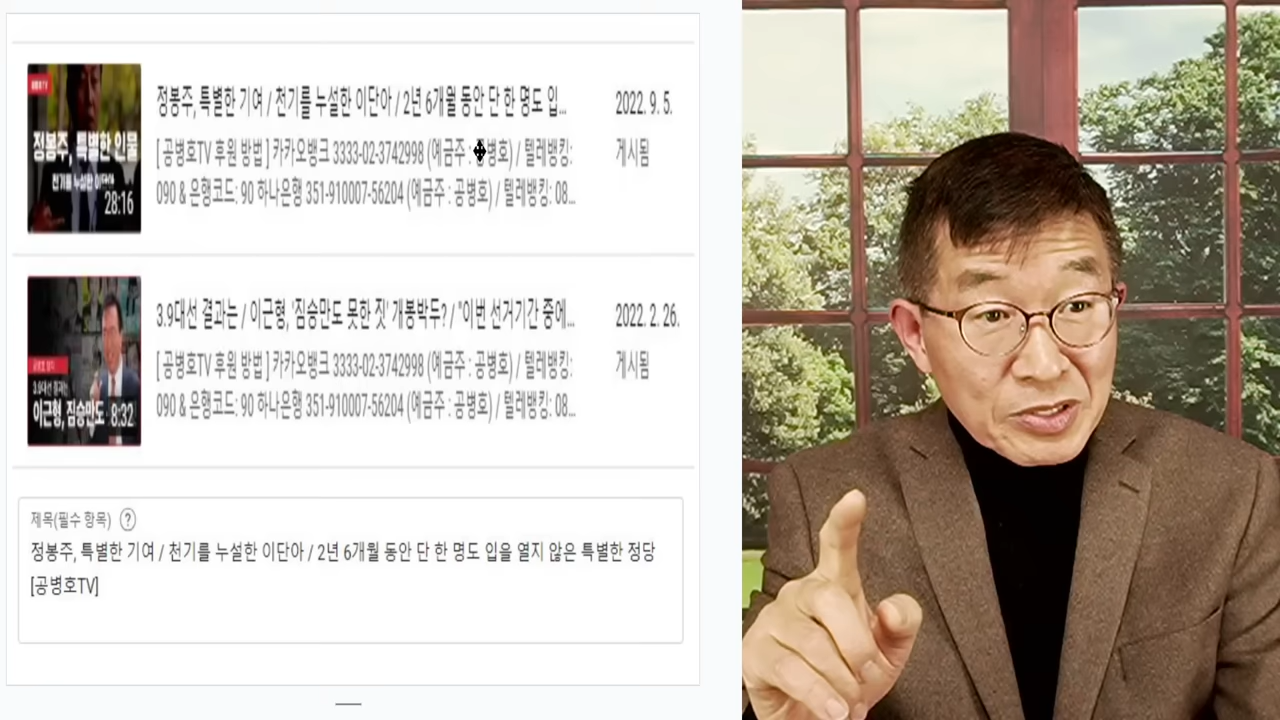 정봉주, 특별한 인물
천기를 누설한 이단아
28:16
정봉주, 특별한 기여 / 천기를 누설한 이단아 / 2년 6개월 동안 단 한 명도 입...
2022. 9. 5.
[ 공병호TV 후원 방법 ] 카카오뱅크 3333-02-3742998 (예금주 : 공병호) / 텔레뱅킹:
게시됨
090 & 은행코드: 90 하나은행 351-910007-56204 (예금주 : 공병호) / 텔레뱅킹: 08...
3.9대선 결과는
이근형, 짐승만도
8:32
3.9대선 결과는 / 이근형, '짐승만도 못한 짓' 개봉박두? / "이번 선거기간 중에...
2022. 2. 26.
[ 공병호TV 후원 방법 ] 카카오뱅크 3333-02-3742998 (예금주 : 공병호) / 텔레뱅킹:
게시됨
090 & 은행코드: 90 하나은행 351-910007-56204 (예금주 : 공병호) / 텔레뱅킹: 08...
제목(필수 항목) ?
정봉주, 특별한 기여 / 천기를 누설한 이단아 / 2년 6개월 동안 단 한 명도 입을 열지 않은 특별한 정당
[공병호TV]